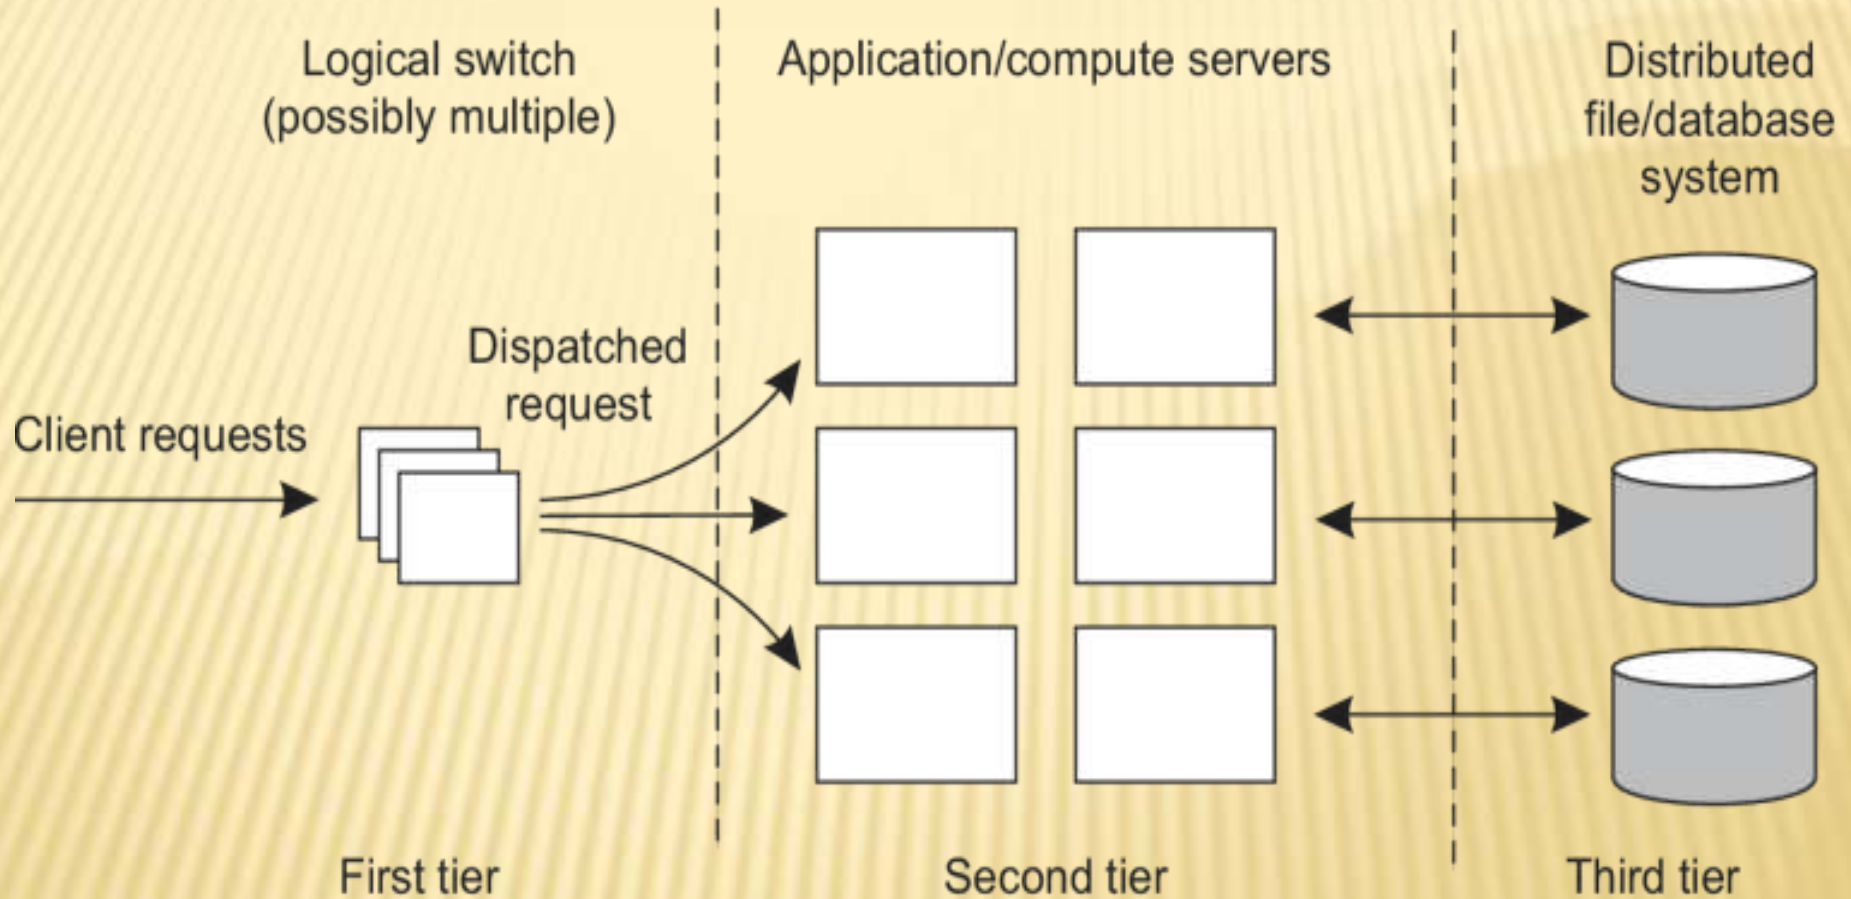 Logical switch
(possibly multiple)
Application/compute servers
Distributed
file/database
system
Dispatched
request
Client requests
First tier
Second tier
Third tier